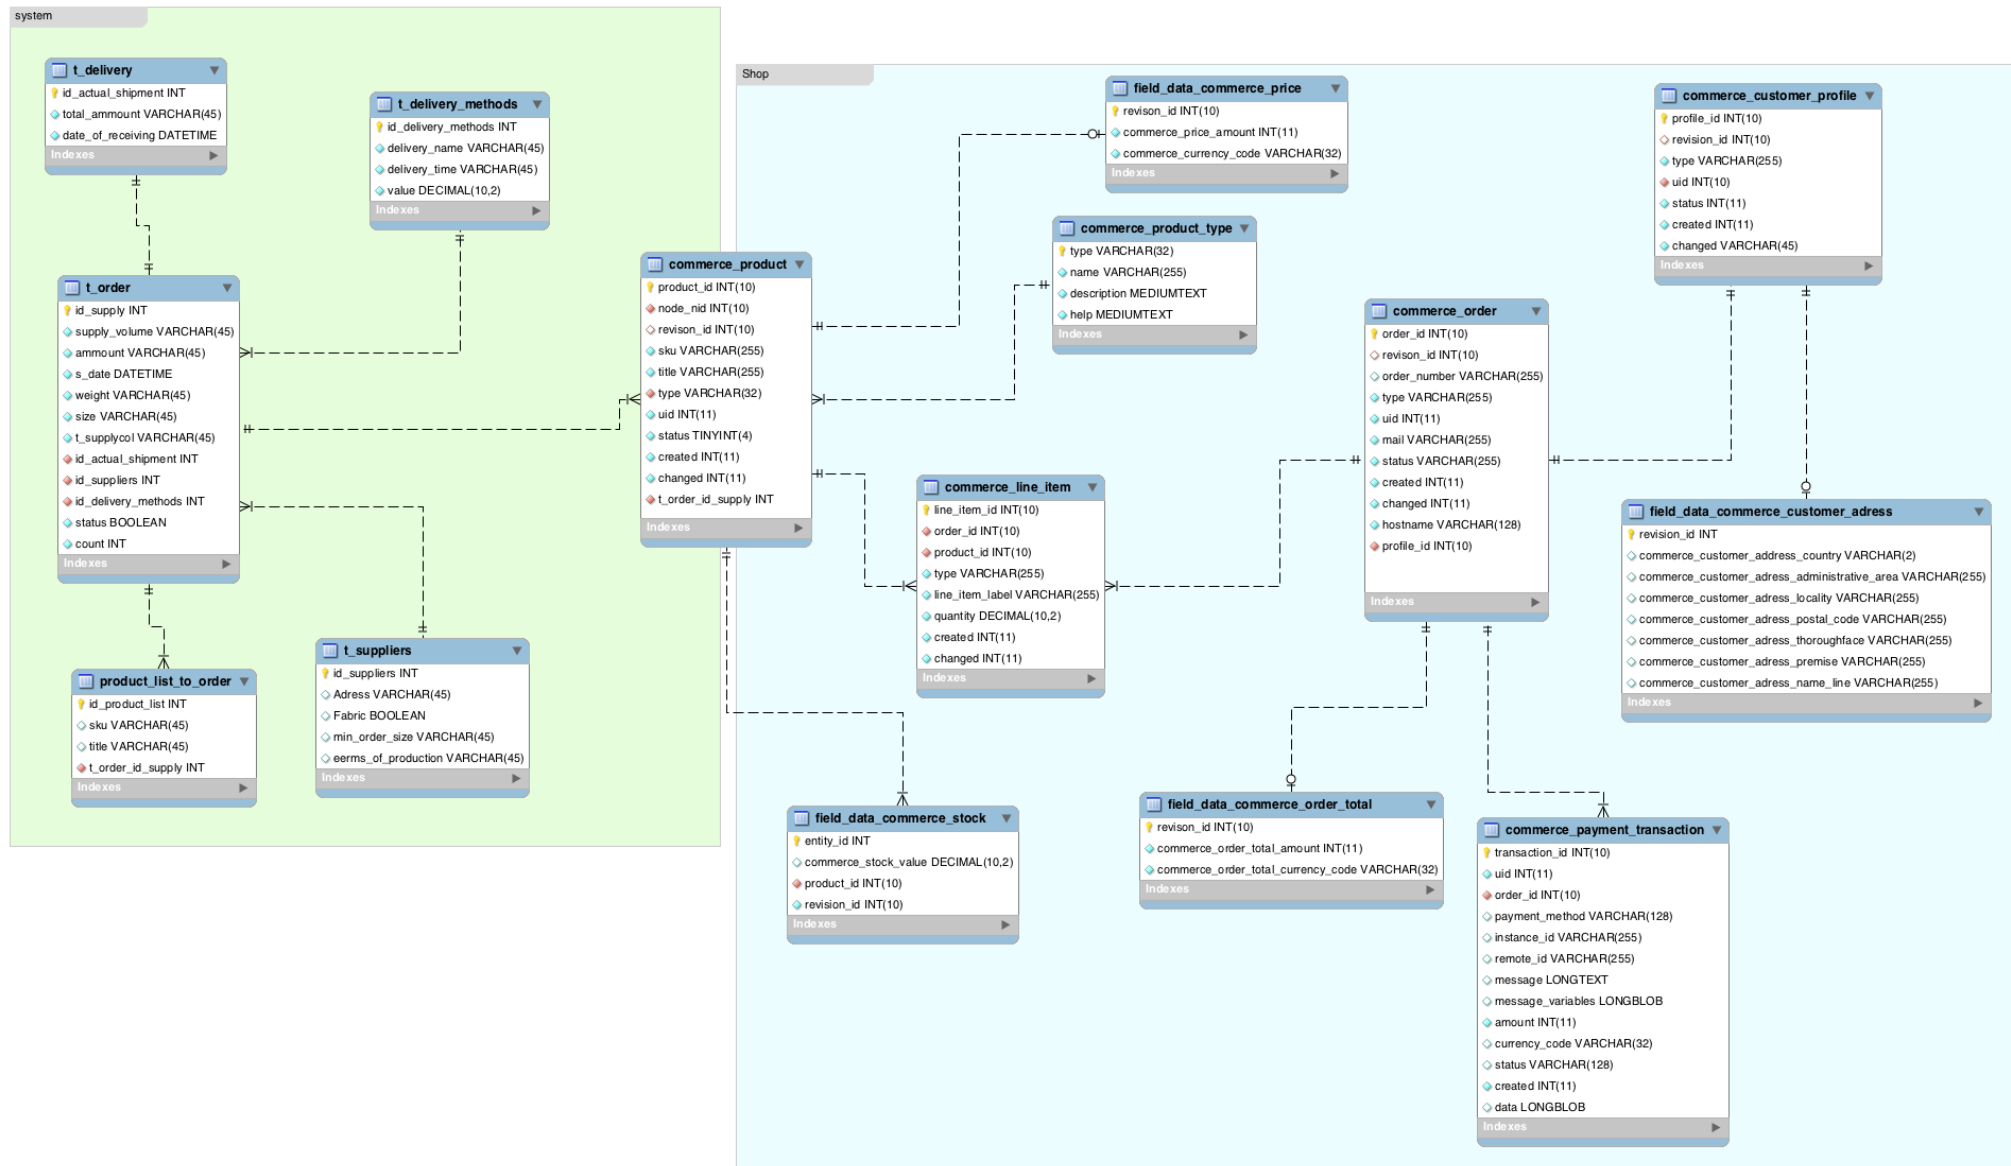 system
t_delivery
id_actual_shipment INT
total_ammount VARCHAR(45)
date_of_receiving DATETIME
Indexes
t_delivery_methods
id_delivery_methods INT
delivery_name VARCHAR(45)
delivery_time VARCHAR(45)
value DECIMAL(10,2)
Indexes
t_order
id_supply INT
supply_volume VARCHAR(45)
ammount VARCHAR(45)
s_date DATETIME
weight VARCHAR(45)
size VARCHAR(45)
t_supplycol VARCHAR(45)
id_actual_shipment INT
id_suppliers INT
id_delivery_methods INT
status BOOLEAN
count INT
Indexes
product_list_to_order
id_product_list INT
sku VARCHAR(45)
title VARCHAR(45)
t_order_id_supply INT
Indexes
t_suppliers
id_suppliers INT
Adress VARCHAR(45)
Fabric BOOLEAN
min_order_size VARCHAR(45)
eerms_of_production VARCHAR(45)
Indexes
commerce_product
product_id INT(10)
node_nid INT(10)
revison_id INT(10)
sku VARCHAR(255)
title VARCHAR(255)
type VARCHAR(32)
uid INT(11)
status TINYINT(4)
created INT(11)
changed INT(11)
t_order_id_supply INT
Indexes
Shop
field_data_commerce_price
revison_id INT(10)
commerce_price_amount INT(11)
commerce_currency_code VARCHAR(32)
Indexes
commerce_product_type
type VARCHAR(32)
name VARCHAR(255)
description MEDIUMTEXT
help MEDIUMTEXT
Indexes
commerce_customer_profile
profile_id INT(10)
revision_id INT(10)
type VARCHAR(255)
uid INT(10)
status INT(11)
created INT(11)
changed VARCHAR(45)
Indexes
commerce_order
order_id INT(10)
revison_id INT(10)
order_number VARCHAR(255)
type VARCHAR(255)
uid INT(11)
mail VARCHAR(255)
status VARCHAR(255)
created INT(11)
changed INT(11)
hostname VARCHAR(128)
profile_id INT(10)
Indexes
commerce_line_item
line_item_id INT(10)
order_id INT(10)
product_id INT(10)
type VARCHAR(255)
line_item_label VARCHAR(255)
quantity DECIMAL(10,2)
created INT(11)
changed INT(11)
Indexes
field_data_commerce_customer_adress
revision_id INT
commerce_customer_address_country VARCHAR(2)
commerce_customer_adress_administrative_area VARCHAR(255)
commerce_customer_adress_locality VARCHAR(255)
commerce_customer_adress_postal_code VARCHAR(255)
commerce_customer_adress_thoroughface VARCHAR(255)
commerce_customer_adress_premise VARCHAR(255)
commerce_customer_adress_name_line VARCHAR(255)
Indexes
field_data_commerce_stock
entity_id INT
commerce_stock_value DECIMAL(10,2)
product_id INT(10)
revision_id INT(10)
Indexes
field_data_commerce_order_total
revison_id INT(10)
commerce_order_total_amount INT(11)
commerce_order_total_currency_code VARCHAR(32)
Indexes
commerce_payment_transaction
transaction_id INT(10)
uid INT(11)
order_id INT(10)
payment_method VARCHAR(128)
instance_id VARCHAR(255)
remote_id VARCHAR(255)
message LONGTEXT
message_variables LONGBLOB
amount INT(11)
currency_code VARCHAR(32)
status VARCHAR(128)
created INT(11)
data LONGBLOB
Indexes